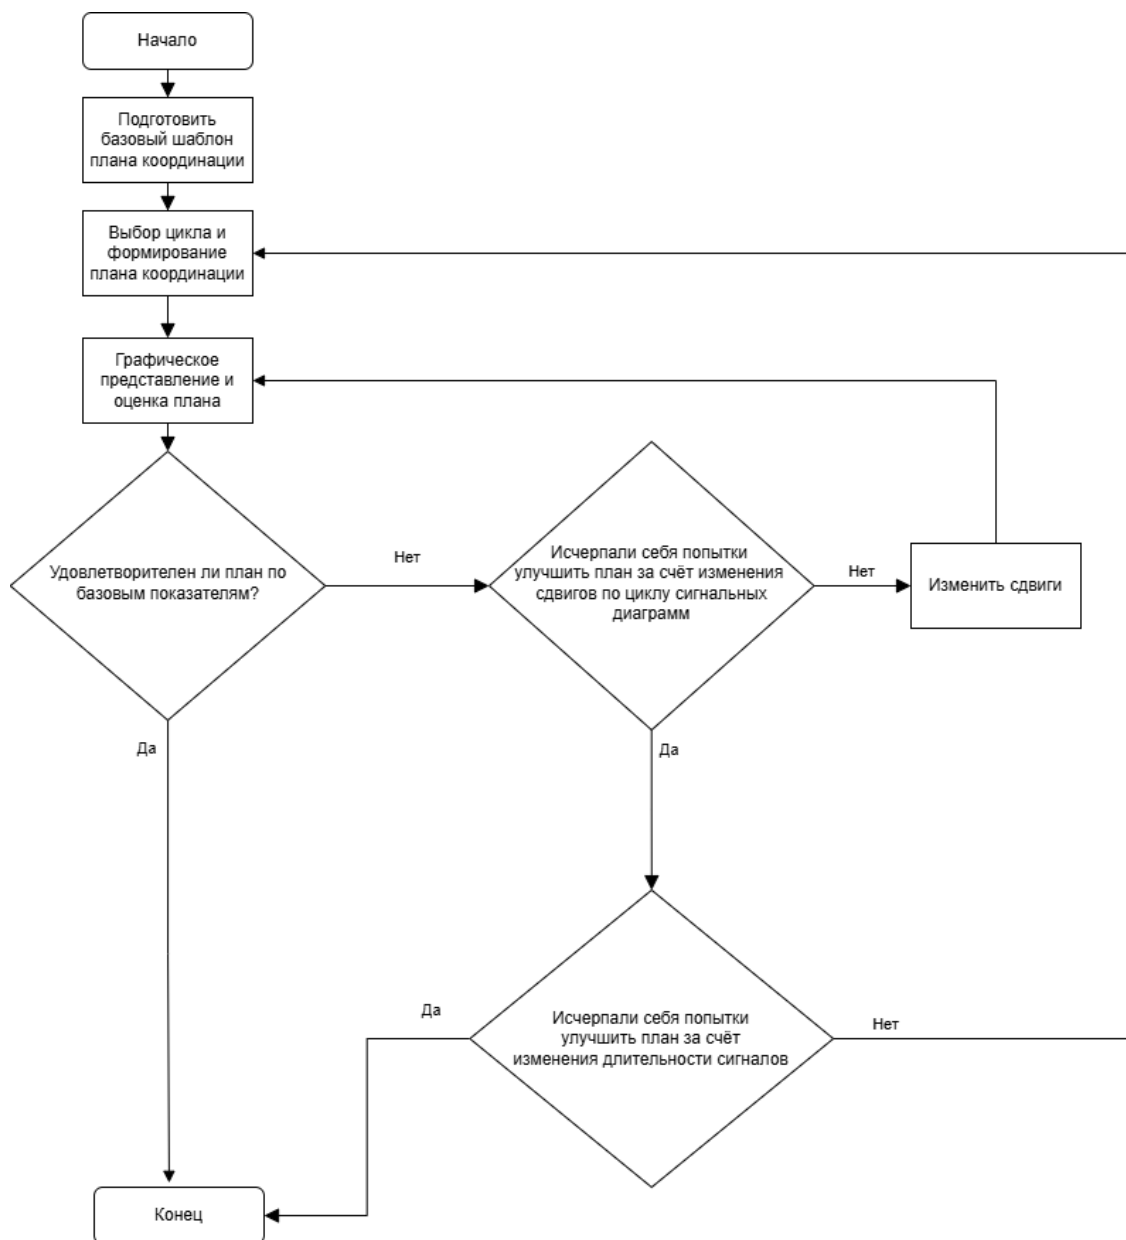 Начало
Подготовить
базовый шаблон
плана координации
Выбор цикла и
формирование
плана координации
Графическое
представление и
оценка плана
Удовлетворителен ли план по
базовым показателям?
Нет
Исчерпали себя попытки
улучшить план за счёт изменения
сдвигов по циклу сигнальных
диаграмм
Нет
Изменить сдвиги
Да
Да
Исчерпали себя попытки
улучшить план за счёт
изменения длительности сигналов
Да
Нет
Конец